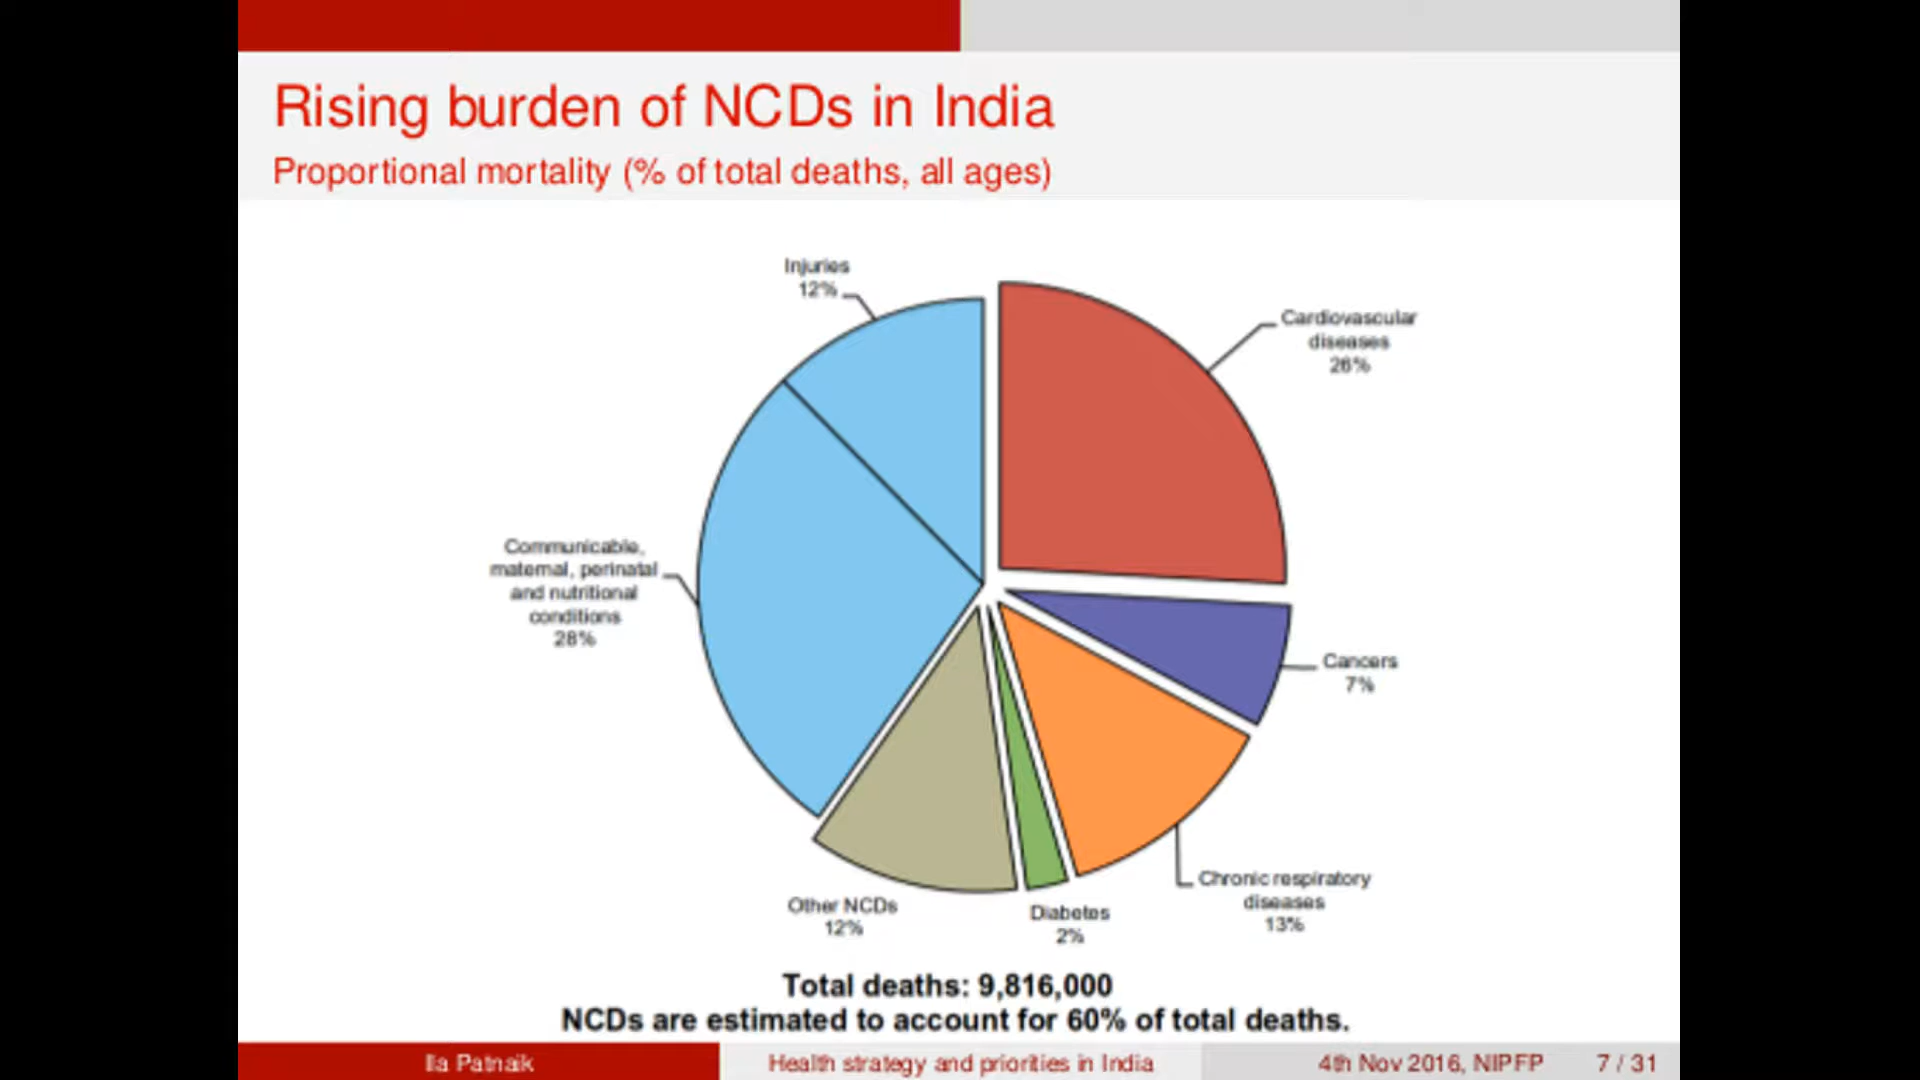 Rising burden of NCDs in India
Proportional mortality (% of total deaths, all ages)
Injuries
12%
Cardiovascular
diseases
26%
Communicable,
maternal, perinatal
and nutritional
conditions
28%
Cancers
7%
Chronic respiratory
diseases
13%
Other NCDs
12%
Diabetes
2%
Total deaths: 9,816,000
NCDs are estimated to account for 60% of total deaths.
Ila Patnaik
Health strategy and priorities in India
4th Nov 2016, NIPFP
7 / 31